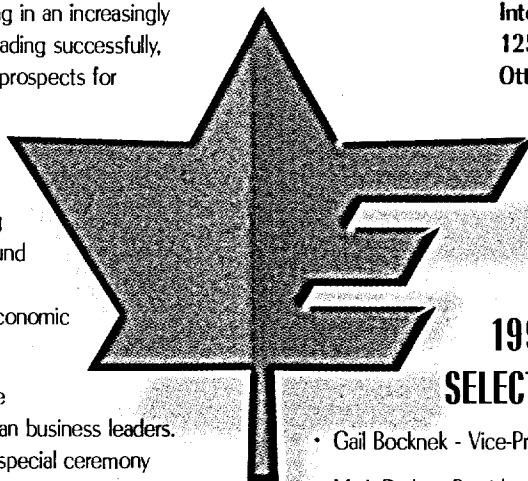 g in an increasingly
ading successfully,
prospects for
und
conomic
an business leaders.
special ceremony
Int
12
Ott
199
SELECT
• Gail Bocknek - Vice-Pr